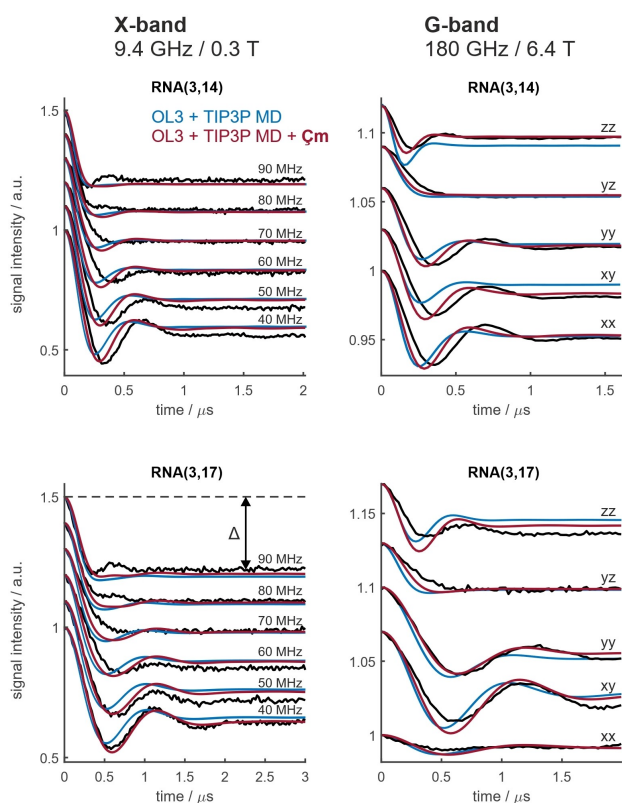 X-band
9.4 GHz / 0.3 T
G-band
180 GHz / 6.4 T
RNA(3,14)
OL3 + TIP3P MD
OL3 + TIP3P MD + Çm
1.5
1
0.5
signal intensity / a.u.
90 MHz
80 MHz
70 MHz
60 MHz
50 MHz
40 MHz
0
0.5
1
1.5
2
time / μs
RNA(3,14)
1.1
1.05
1
0.95
zz
yz
yy
xy
xx
0
0.5
1
1.5
time / μs
RNA(3,17)
1.5
1
0.5
signal intensity / a.u.
Δ
90 MHz
80 MHz
70 MHz
60 MHz
50 MHz
40 MHz
0
0.5
1
1.5
2
2.5
3
time / μs
RNA(3,17)
1.15
1.1
1.05
1
zz
yz
yy
xy
xx
0
0.5
1
1.5
time / μs